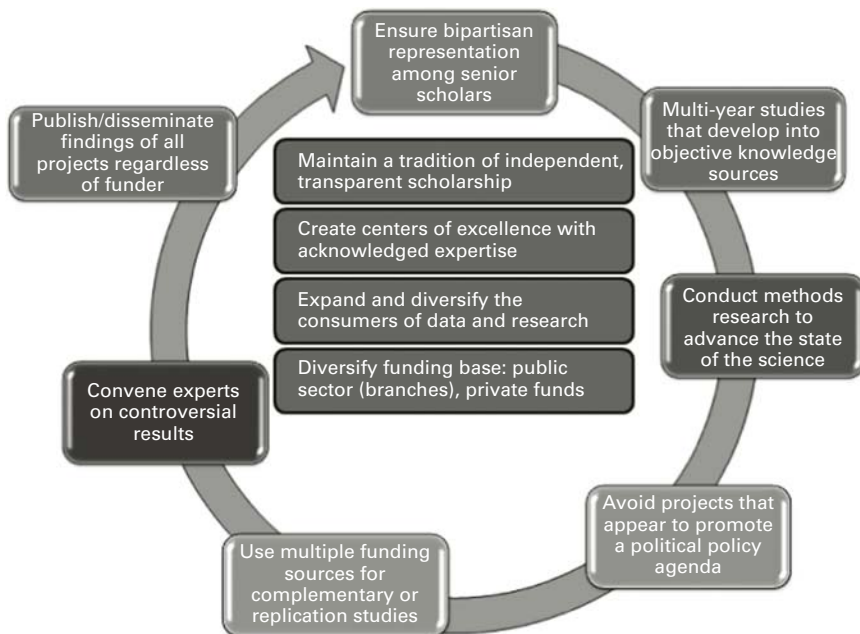 Ensure bipartisan
representation
among senior
scholars
Multi-year studies
that develop into
objective knowledge
sources
Conduct methods
research to
advance the state
of the science
Avoid projects that
appear to promote
a political policy
agenda
Use multiple funding
sources for
complementary or
replication studies
Convene experts
on controversial
results
Publish/disseminate
findings of all
projects regardless
of funder
Maintain a tradition of independent,
transparent scholarship
Create centers of excellence with
acknowledged expertise
Expand and diversify the
consumers of data and research
Diversify funding base: public
sector (branches), private funds